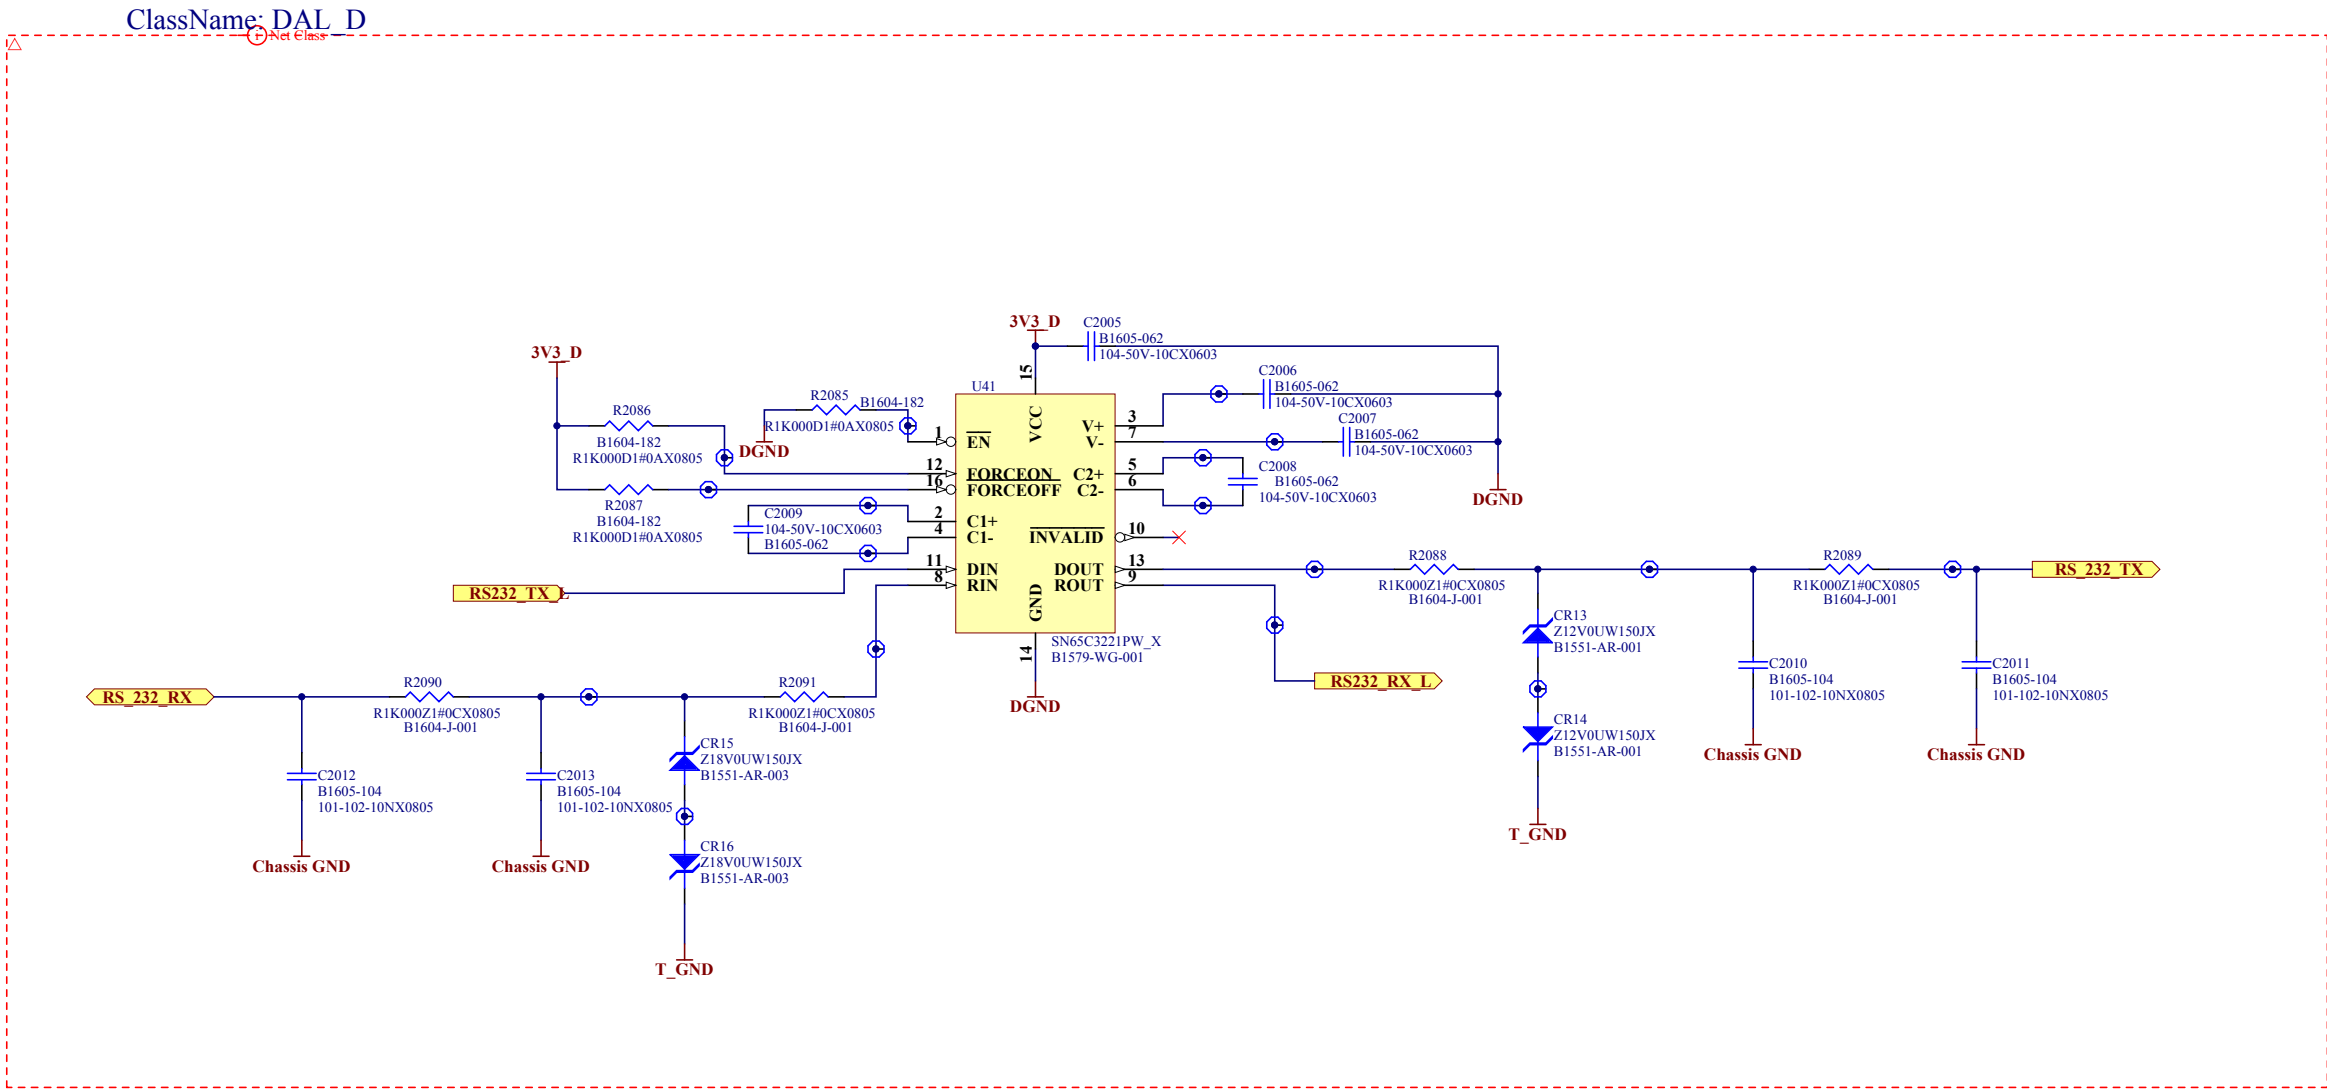 ClassName: DAL_D
i Net Class
3V3_D
C2005
B1605-062
104-50V-10CX0603
3V3_D
15
C2006
B1605-062
104-50V-10CX0603
U41
R2085
B1604-182
R1K000D1#0AX0805
DGND
R2086
B1604-182
R1K000D1#0AX0805
R2087
B1604-182
R1K000D1#0AX0805
C2007
B1605-062
104-50V-10CX0603
C2008
B1605-062
104-50V-10CX0603
DGND
C2009
104-50V-10CX0603
B1605-062
VCC
1 EN
12 FORCEON
16 FORCEOFF
2 C1+
4 C1-
11 DIN
8 RIN
V+ 3
V- 7
C2+ 5
C2- 6
INVALID 10
DOUT 13
ROUT 9
GND
14
SN65C3221PW_X
B1579-WG-001
DGND
RS232_TX_L
RS232_RX_L
R2088
R1K000Z1#0CX0805
B1604-J-001
R2089
R1K000Z1#0CX0805
B1604-J-001
RS_232_TX
CR13
Z12V0UW150JX
B1551-AR-001
CR14
Z12V0UW150JX
B1551-AR-001
T_GND
C2010
B1605-104
101-102-10NX0805
Chassis GND
C2011
B1605-104
101-102-10NX0805
Chassis GND
RS_232_RX
R2090
R1K000Z1#0CX0805
B1604-J-001
R2091
R1K000Z1#0CX0805
B1604-J-001
C2012
B1605-104
101-102-10NX0805
Chassis GND
C2013
B1605-104
101-102-10NX0805
Chassis GND
CR15
Z18V0UW150JX
B1551-AR-003
CR16
Z18V0UW150JX
B1551-AR-003
T_GND